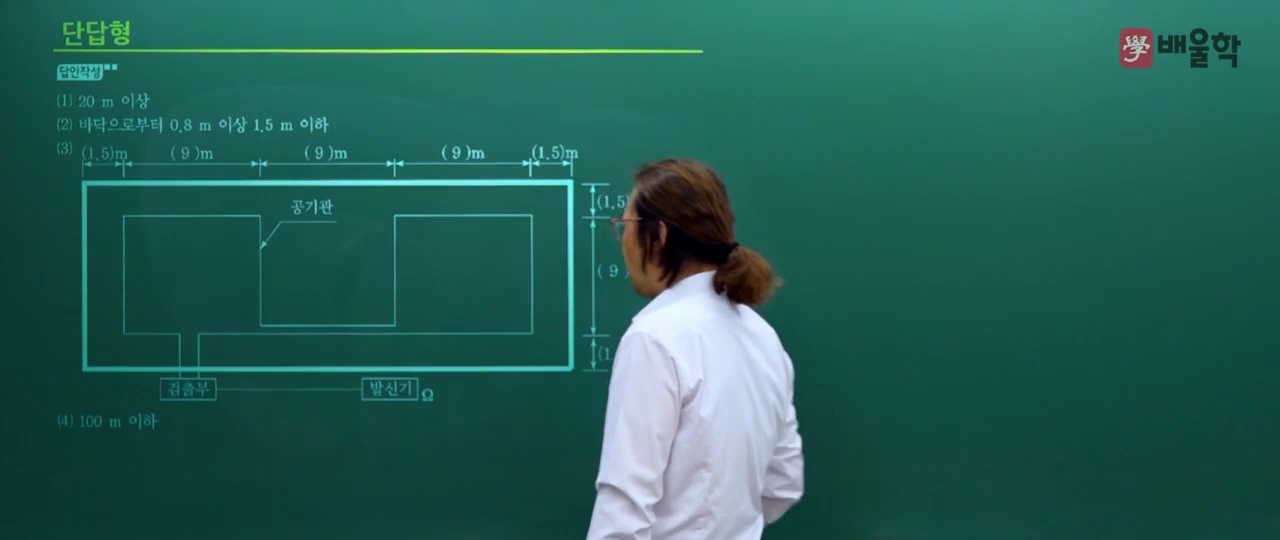 단답형
學 배울학
답안작성
(1) 20 m 이상
(2) 바닥으로부터 0.8 m 이상 1.5 m 이하
(3) (1.5)m ( 9 )m ( 9 )m ( 9 )m (1.5)m
공기관
(1.5
( 9
(1.
검출부 발신기 Ω
(4) 100 m 이하